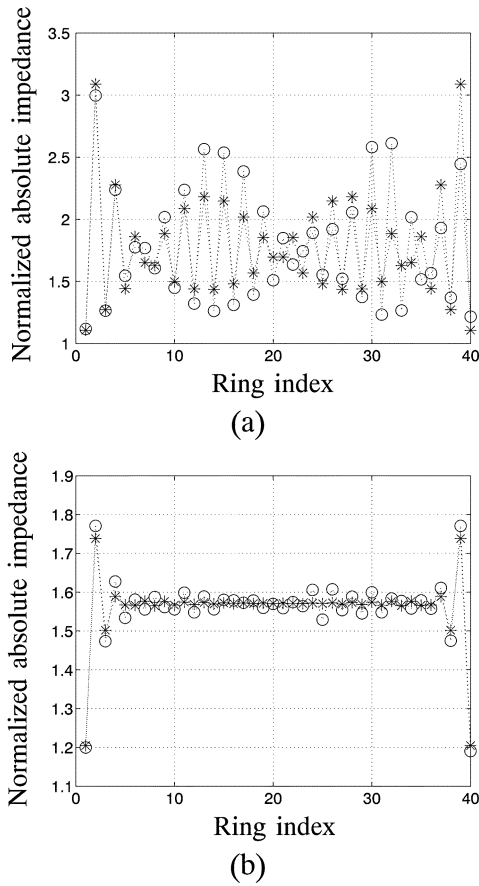 Normalized absolute impedance
3.5
3
2.5
2
1.5
1
0 10 20 30 40
Ring index
(a)
Normalized absolute impedance
1.9
1.8
1.7
1.6
1.5
1.4
1.3
1.2
1.1
0 10 20 30 40
Ring index
(b)